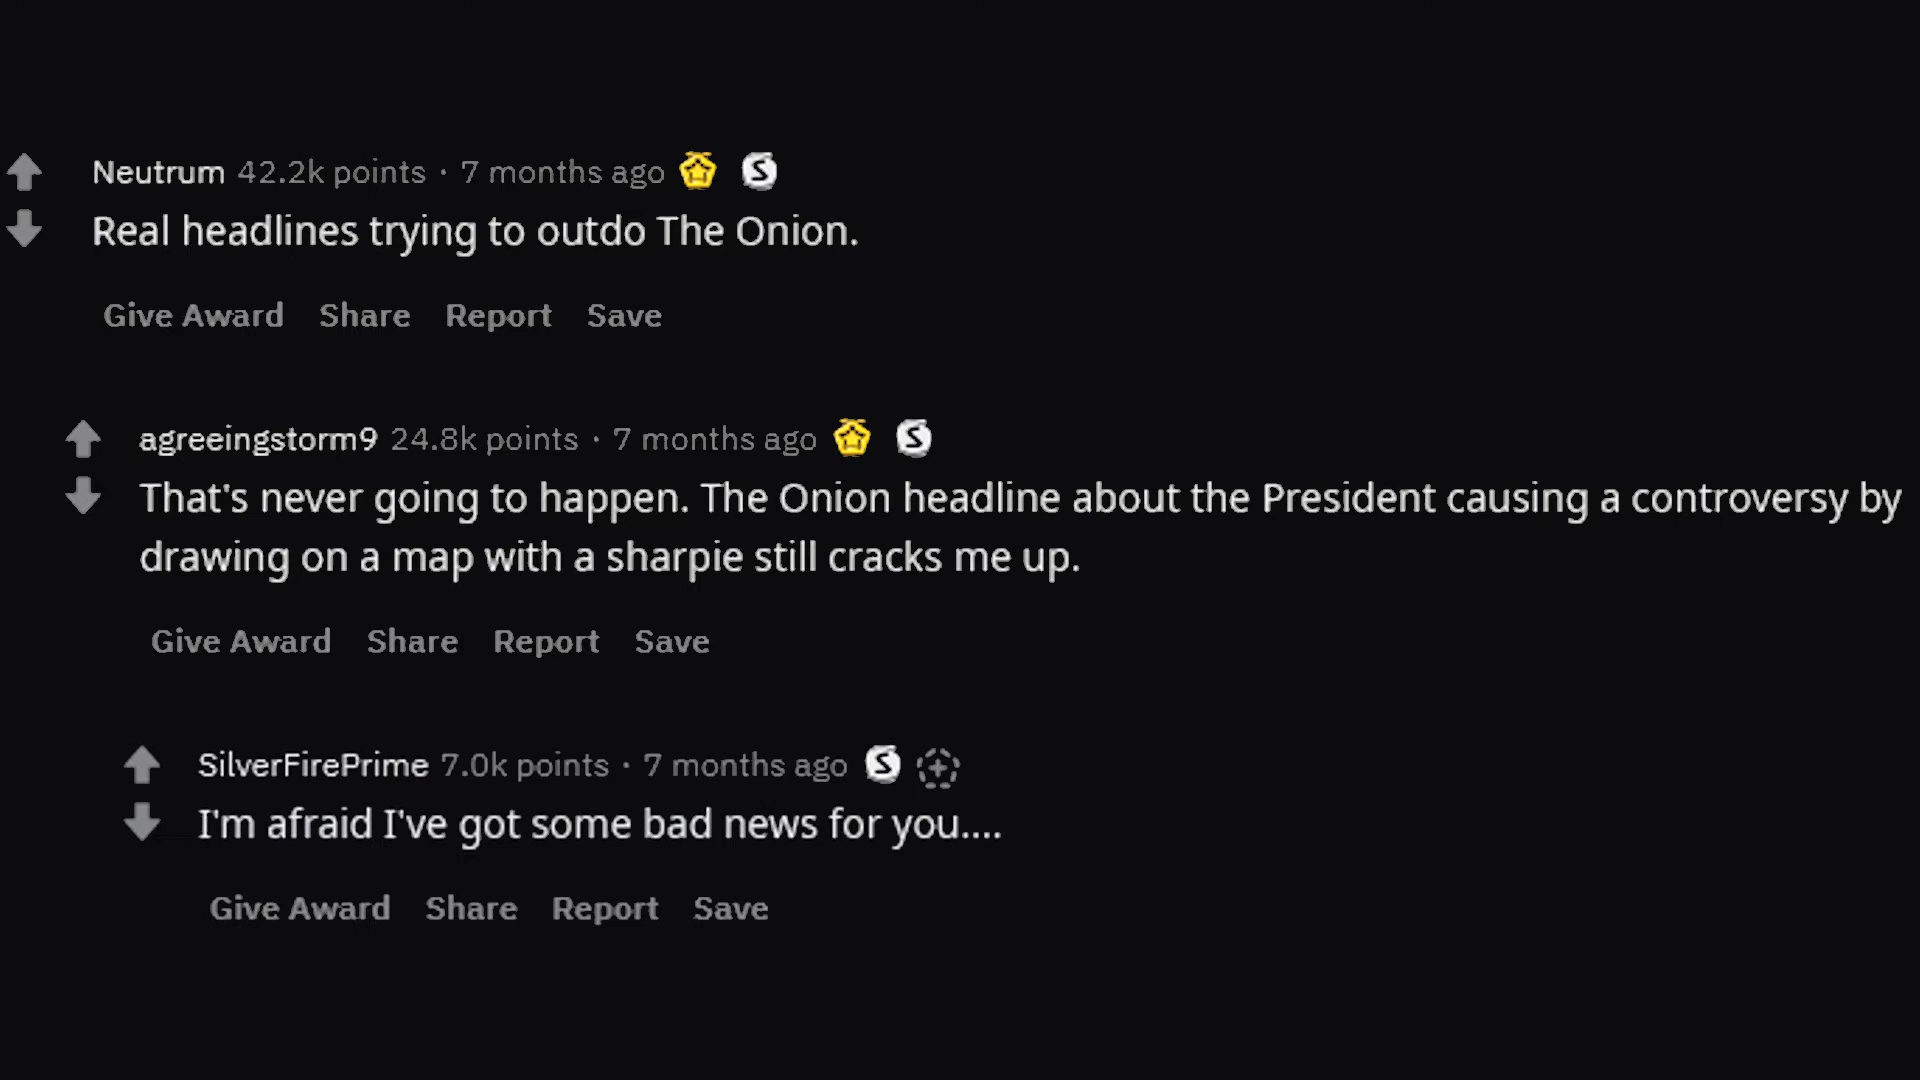 Neutrum 42.2k points · 7 months ago
Real headlines trying to outdo The Onion.
Give Award Share Report Save
agreeingstorm9 24.8k points · 7 months ago
That's never going to happen. The Onion headline about the President causing a controversy by
drawing on a map with a sharpie still cracks me up.
Give Award Share Report Save
SilverFirePrime 7.0k points · 7 months ago
I'm afraid I've got some bad news for you....
Give Award Share Report Save